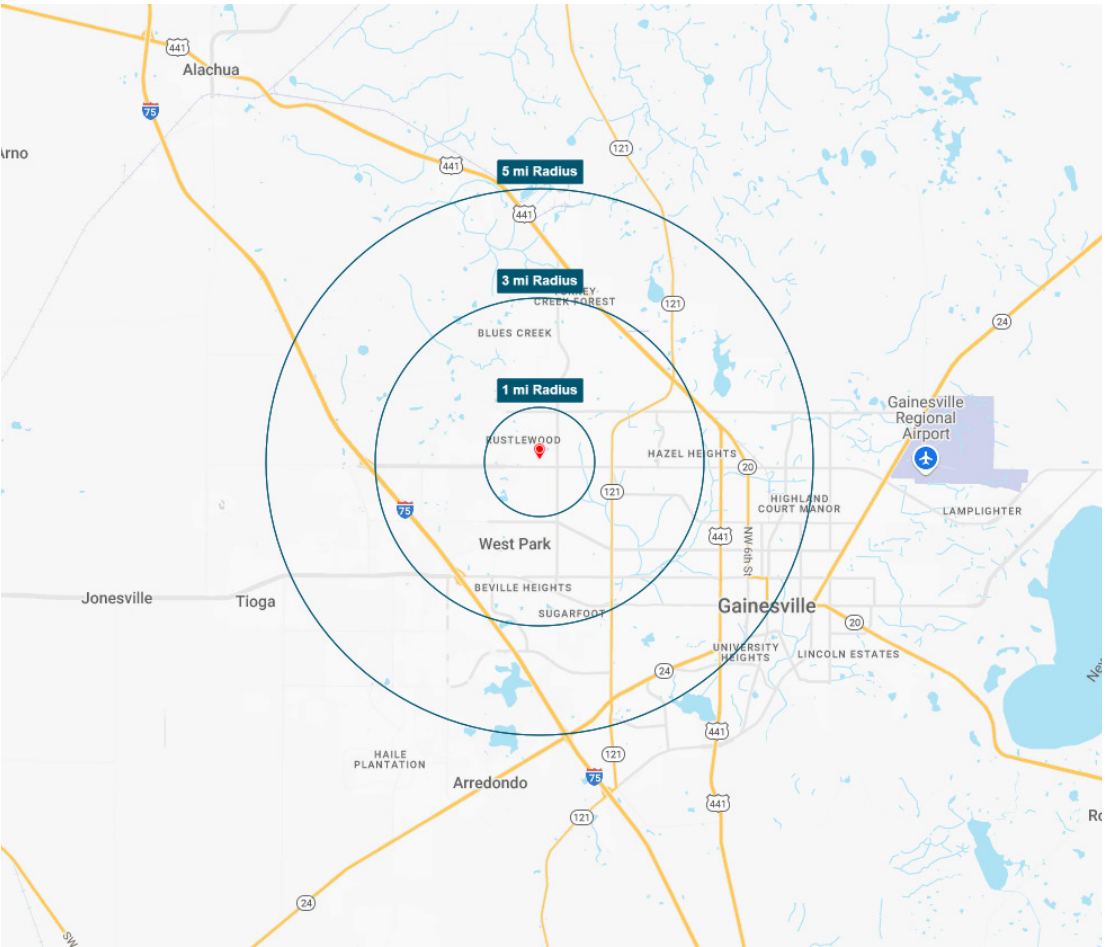 441
Alachua
75
Arno
121
441
5 mi Radius
441
3 mi Radius
CREEK FOREST
121
24
BLUES CREEK
1 mi Radius
Gainesville
Regional
Airport
RUSTLEWOOD
HAZEL HEIGHTS
20
121
HIGHLAND
COURT MANOR
75
LAMPLIGHTER
441
West Park
NW 6th St
BEVILLE HEIGHTS
Jonesville
Tioga
Gainesville
SUGARFOOT
20
UNIVERSITY
HEIGHTS
LINCOLN ESTATES
24
New
441
HAILE
PLANTATION
121
75
Arredondo
441
121
Ro
24
SW